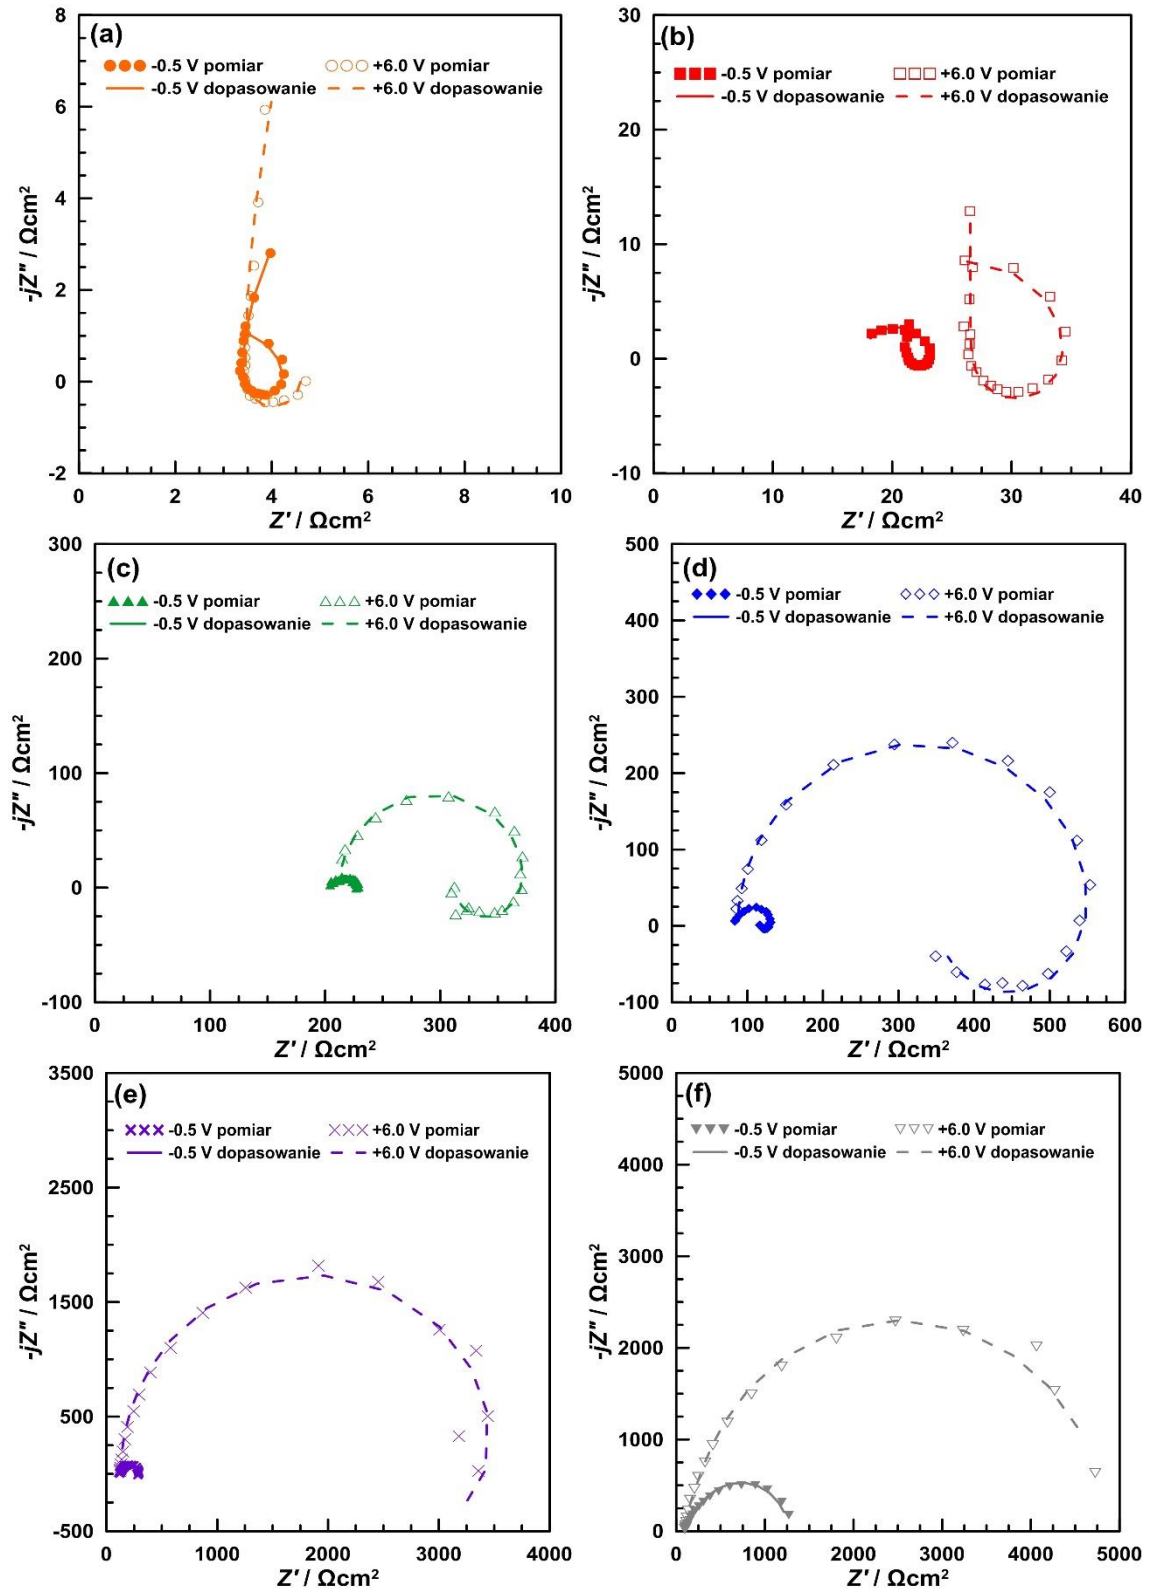 (a)
-0.5 V pomiar +6.0 V pomiar
-0.5 V dopasowanie +6.0 V dopasowanie
8
6
4
2
0
-2
0 2 4 6 8 10
-jZ" / Ωcm²
Z' / Ωcm²
(b)
-0.5 V pomiar +6.0 V pomiar
-0.5 V dopasowanie +6.0 V dopasowanie
30
20
10
0
-10
0 10 20 30 40
-jZ" / Ωcm²
Z' / Ωcm²
(c)
-0.5 V pomiar +6.0 V pomiar
-0.5 V dopasowanie +6.0 V dopasowanie
300
200
100
0
-100
0 100 200 300 400
-jZ" / Ωcm²
Z' / Ωcm²
(d)
-0.5 V pomiar +6.0 V pomiar
-0.5 V dopasowanie +6.0 V dopasowanie
500
400
300
200
100
0
-100
0 100 200 300 400 500 600
-jZ" / Ωcm²
Z' / Ωcm²
(e)
-0.5 V pomiar +6.0 V pomiar
-0.5 V dopasowanie +6.0 V dopasowanie
3500
2500
1500
500
-500
0 1000 2000 3000 4000
-jZ" / Ωcm²
Z' / Ωcm²
(f)
-0.5 V pomiar +6.0 V pomiar
-0.5 V dopasowanie +6.0 V dopasowanie
5000
4000
3000
2000
1000
0
0 1000 2000 3000 4000 5000
-jZ" / Ωcm²
Z' / Ωcm²